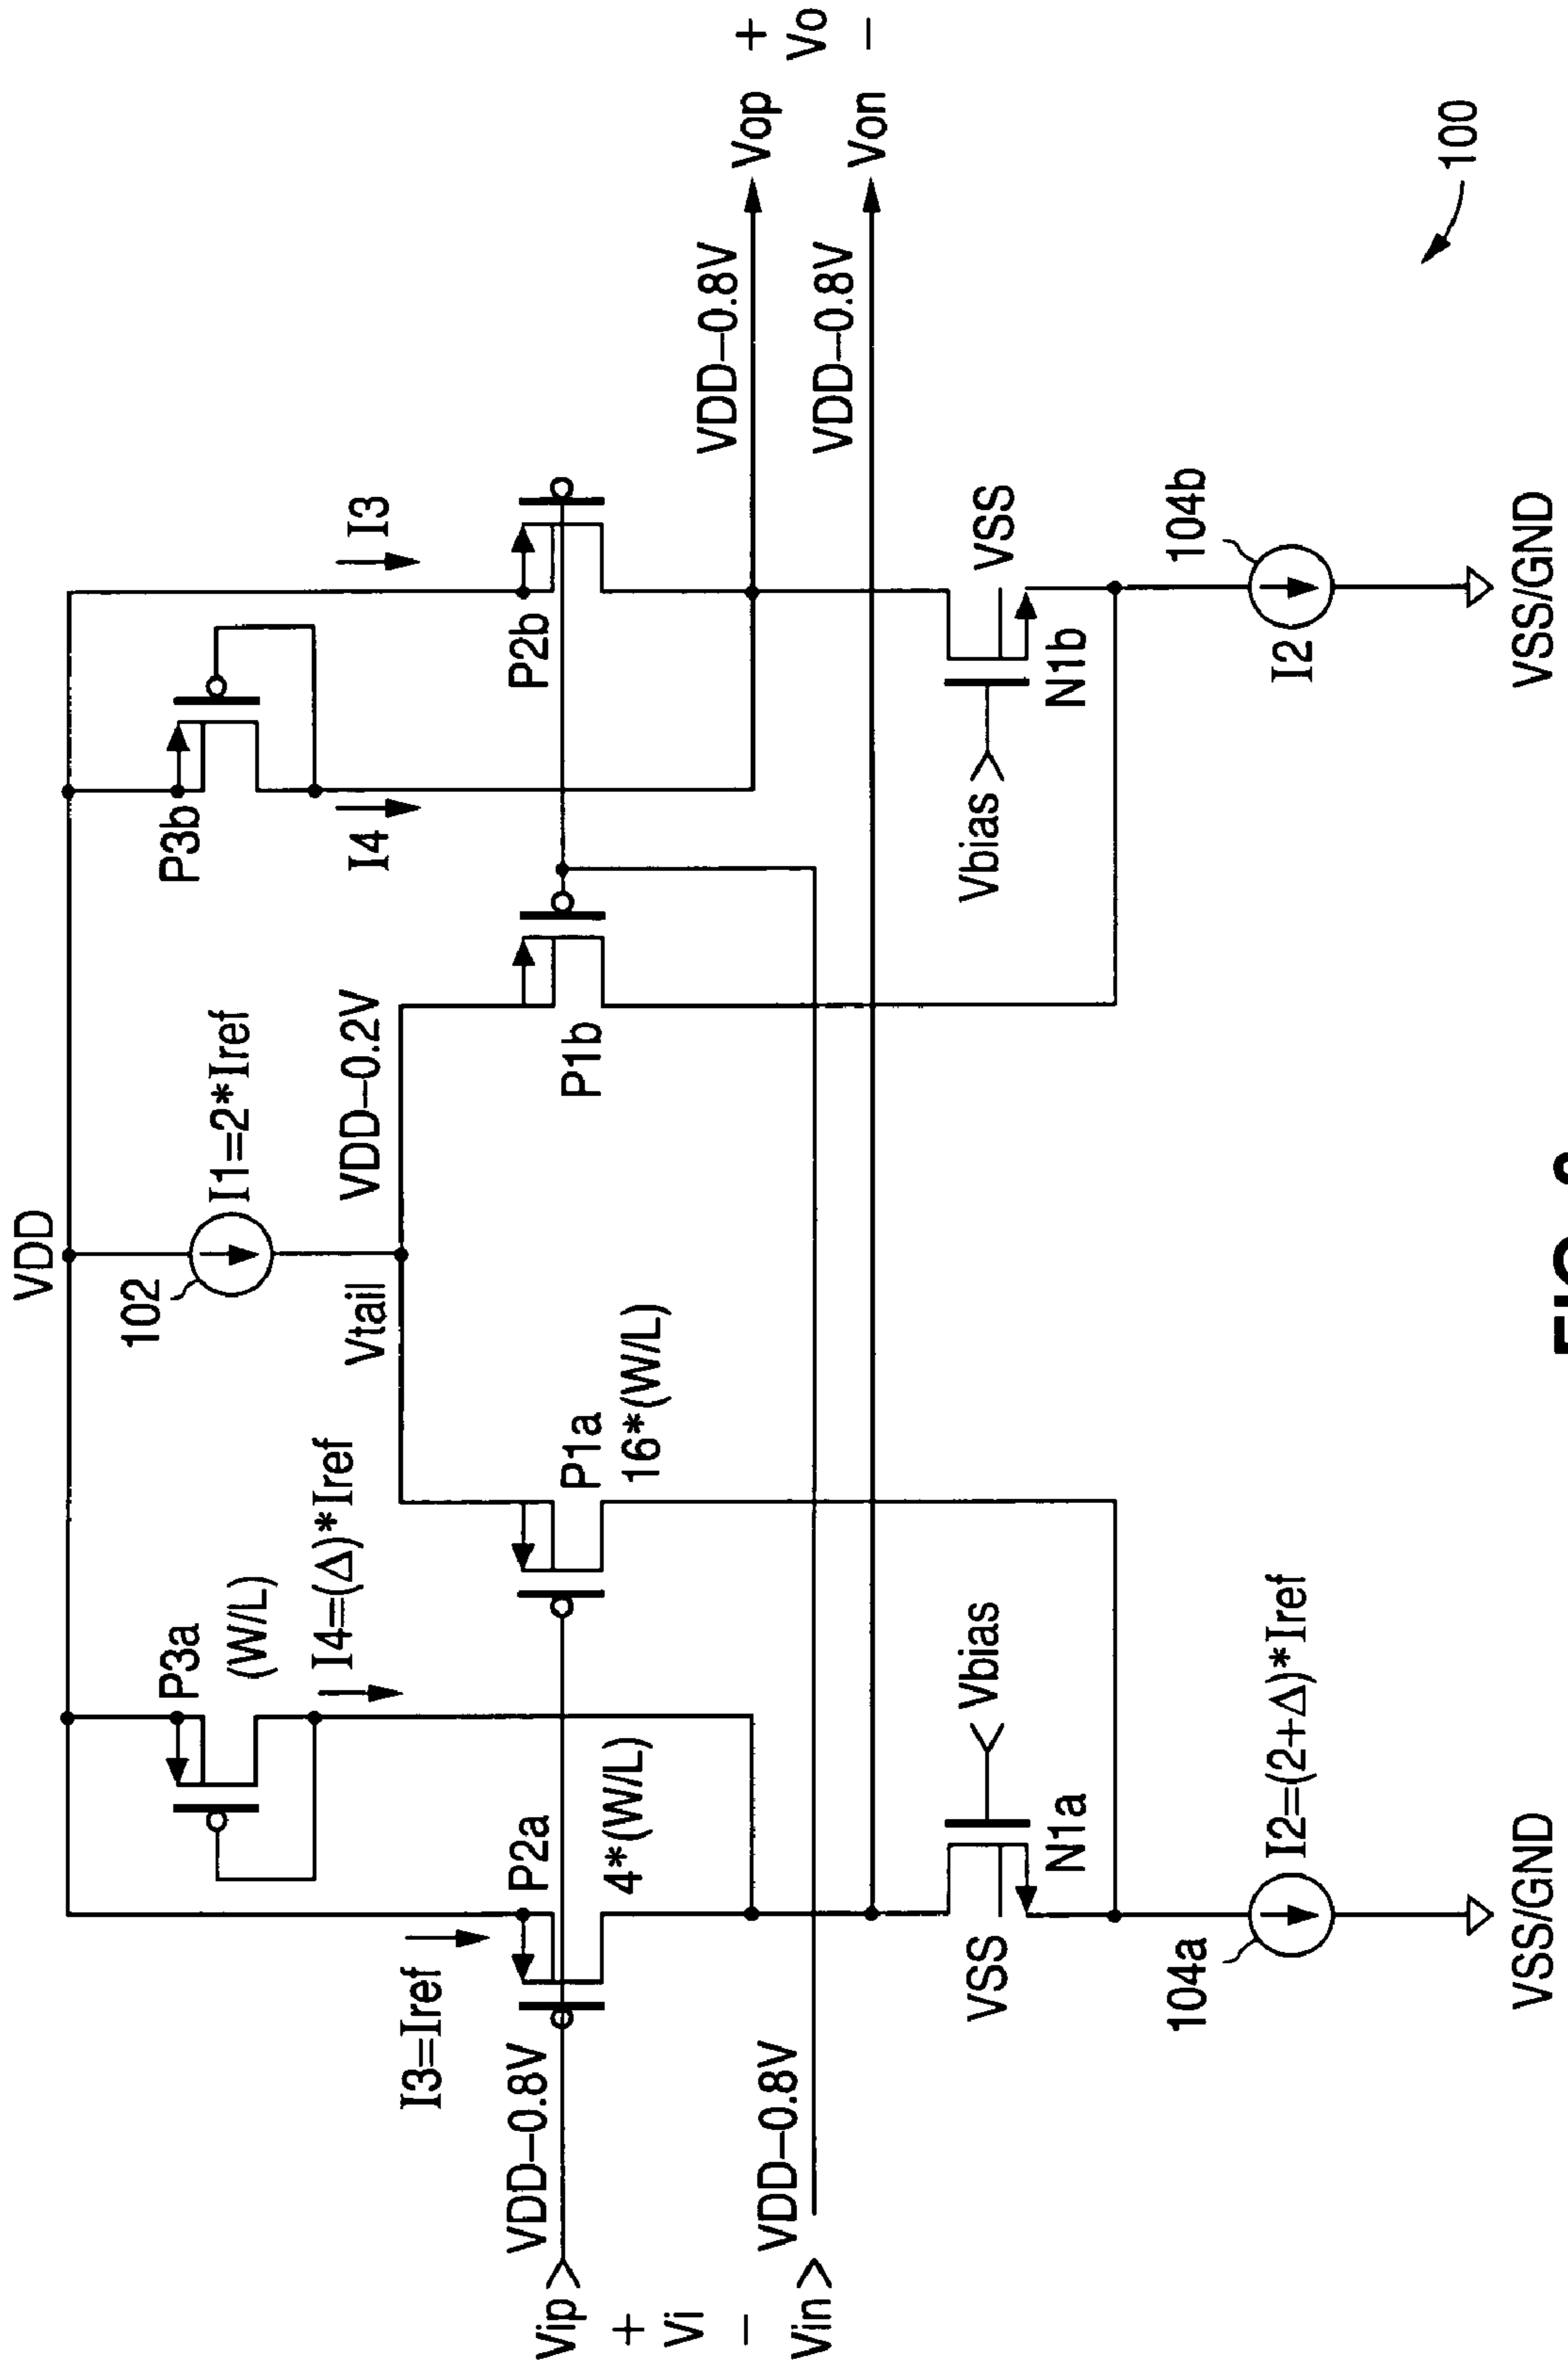 VDD
102
I1=2*Iref
P3a
(W/L)
I4=(Δ)*Iref
P3b
I4
I3
I3=Iref
Vtail
VDD–0.2V
VDD–0.8V
P2a
4*(W/L)
P1a
16*(W/L)
P1b
P2b
Vip
+
Vi
–
Vin
VDD–0.8V
VDD–0.8V
Vop
+
Vo
–
VDD–0.8V
Von
VSS
N1a
Vbias
Vbias
N1b
VSS
104a
I2=(2+Δ)*Iref
I2
104b
VSS/GND
VSS/GND
100